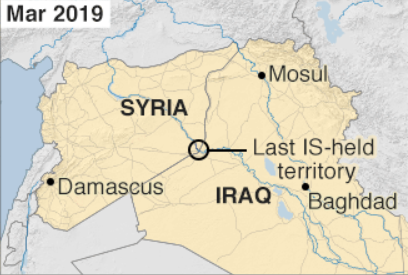 Mar 2019
Mosul
SYRIA
Last IS-held
territory
Damascus
IRAQ
Baghdad